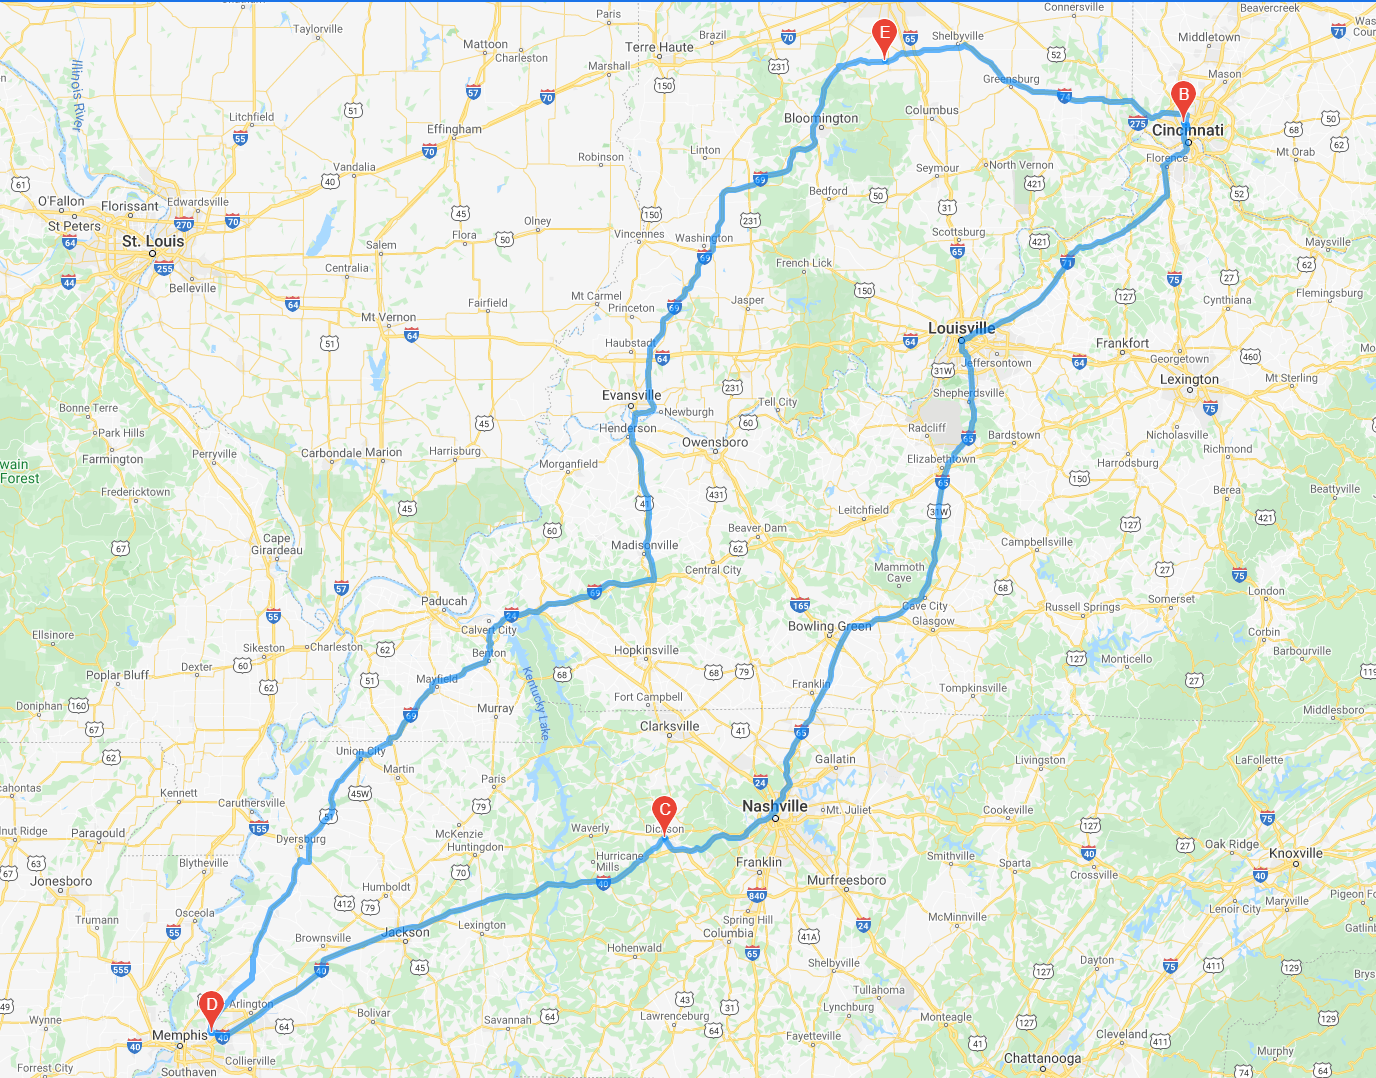 Taylorville
Paris
Brazil
70
65
Shelbyville
Connersville
Beavercreek
71
Mattoon
Charleston
Terre Haute
Marshall
231
E
52
Middletown
Mason
Illinois River
57
70
150
Greensburg
74
B
51
Litchfield
55
Effingham
70
Bloomington
Columbus
275
Cincinnati
68
50
62
Mt Orab
Vandalia
Robinson
Linton
Seymour
North Vernon
Florence
61
40
69
Bedford
50
421
52
O'Fallon
Florissant
Edwardsville
St Peters
270
70
45
Olney
150
231
31
64
St. Louis
Salem
Flora
50
Vincennes
Washington
Scottsburg
421
Maysville
255
Centralia
69
65
71
62
44
Belleville
French Lick
75
27
Flemingsburg
64
Fairfield
Mt Carmel
Princeton
69
Jasper
150
127
Cynthiana
Mt Vernon
64
51
Haubstadt
64
64
Louisville
Frankfort
Georgetown
460
Jeffersontown
64
31W
Lexington
Mt Sterling
Bonne Terre
Evansville
231
Tell City
Shepherdsville
75
Park Hills
45
Newburgh
60
Radcliff
Bardstown
Nicholasville
Farmington
Perryville
Carbondale
Marion
Harrisburg
Henderson
Owensboro
65
Richmond
Elizabethtown
Harrodsburg
Morganfield
150
Fredericktown
45
41
431
65
Berea
Beattyville
Leitchfield
31W
127
421
67
Cape Girardeau
60
Madisonville
Beaver Dam
62
Campbellsville
Central City
Mammoth Cave
27
75
57
69
68
London
Paducah
24
165
Cave City
Russell Springs
Somerset
55
Calvert City
Bowling Green
Glasgow
Ellsinore
Sikeston
Charleston
62
Benton
Hopkinsville
127
Corbin
Dexter
60
Monticello
Barbourville
Poplar Bluff
62
51
Mayfield
68
68
79
Franklin
Tompkinsville
27
Kentucky Lake
Doniphan
160
Murray
Fort Campbell
69
Middlesboro
67
Clarksville
41
65
62
Union City
Gallatin
Livingston
LaFollette
Martin
Paris
24
Kennett
45W
79
Nashville
Mt. Juliet
Cookeville
Caruthersville
51
C
75
155
Dyersburg
McKenzie
Huntingdon
Waverly
Dickson
127
Paragould
27
Oak Ridge
Knoxville
63
Blytheville
Hurricane Mills
Franklin
Smithville
Sparta
40
Crossville
40
67
Jonesboro
70
40
Murfreesboro
Humboldt
840
Lenoir City
Maryville
412
79
Osceola
Trumann
Lexington
Spring Hill
McMinnville
55
Jackson
Columbia
41A
24
Brownsville
Hohenwald
65
555
40
45
Shelbyville
Dayton
75
411
129
127
D
Arlington
43
31
Tullahoma
49
Wynne
Bolivar
Savannah
64
Lawrenceburg
Lynchburg
Monteagle
127
129
Memphis
40
64
64
Fayetteville
Cleveland
411
40
41
Murphy
Collierville
Chattanooga
Forrest City
Southaven
74
64